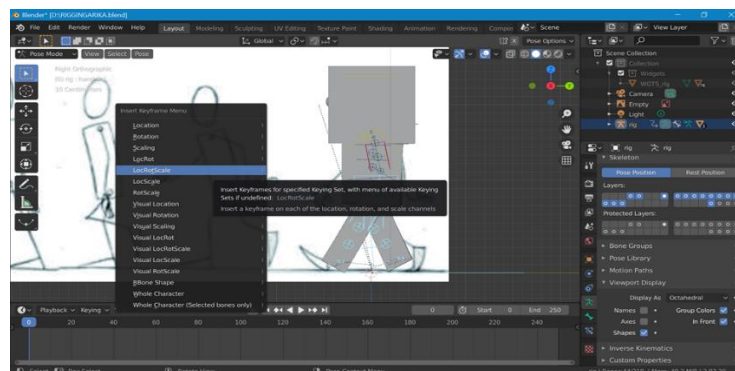 Blender* [D:\RIGGINGARIKA.blend]
File Edit Render Window Help Layout Modeling Sculpting UV Editing Texture Paint Shading Animation Rendering Compo Scene View Layer
Global Pose Options
Pose Mode View Select Pose
Right Orthographic
(0) rig
10 Centimeters
Scene Collection
Collection
Widgets
WGTS_rig
Camera
Empty
Light
rig
Insert Keyframe Menu
Location
Rotation
Scaling
LocRot
LocRotScale
LocScale
RotScale
Visual Location
Visual Rotation
Visual Scaling
Visual LocRot
Visual LocRotScale
Visual LocScale
Visual RotScale
BBone Shape
Whole Character
Whole Character (Selected bones only)
Insert Keyframes for specified Keying Set, with menu of available Keying
Sets if undefined: LocRotScale
Insert a keyframe on each of the location, rotation, and scale channels
rig rig
Skeleton
Pose Position Rest Position
Layers:
Protected Layers:
Bone Groups
Pose Library
Motion Paths
Viewport Display
Display As Octahedral
Names Group Colors
Axes In Front
Shapes
Inverse Kinematics
Custom Properties
Playback Keying 0 Start 0 End 250
0 20 40 60 80 100 120 140 160 180 200 220 240